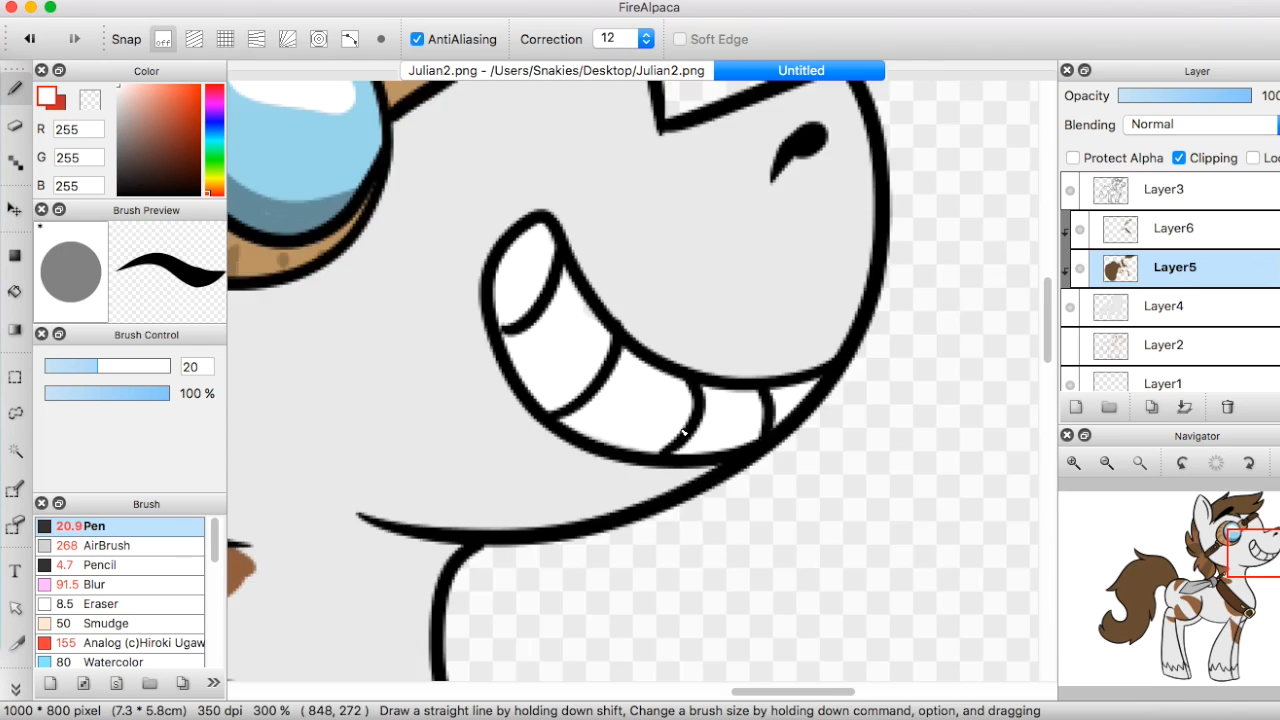 FireAlpaca
Snap off AntiAliasing Correction 12 Soft Edge
Julian2.png - /Users/Snakies/Desktop/Julian2.png Untitled
Color
R 255
G 255
B 255
Brush Preview
*
Brush Control
20
100 %
Brush
20.9 Pen
268 AirBrush
4.7 Pencil
91.5 Blur
8.5 Eraser
50 Smudge
155 Analog (c)Hiroki Ugaw
80 Watercolor
Layer
Opacity 100
Blending Normal
Protect Alpha Clipping Loc
Layer3
Layer6
Layer5
Layer4
Layer2
Layer1
Navigator
T
1000 * 800 pixel (7.3 * 5.8cm) 350 dpi 300 % ( 848, 272 ) Draw a straight line by holding down shift, Change a brush size by holding down command, option, and dragging